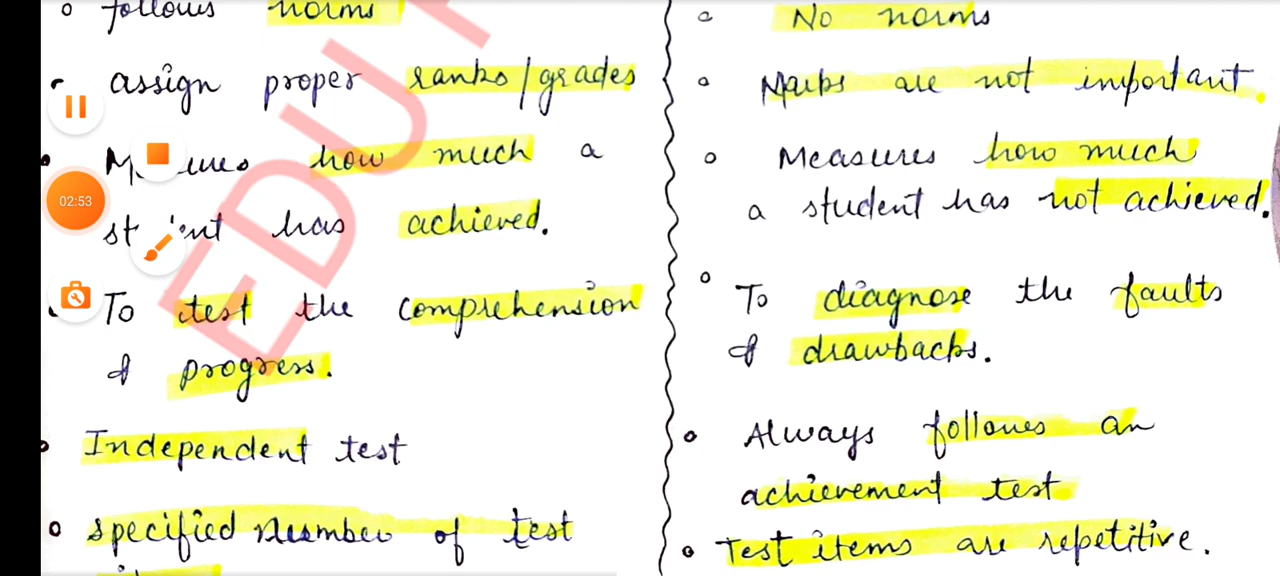 follows norms
assign proper ranks/grades
how much a
has achieved.
To test the comprehension
& progress.
Independent test
specified number of test
No norms
Marks are not important.
Measures how much
a student has not achieved.
To diagnose the faults
& drawbacks.
Always follows an
achievement test
Test items are repetitive.
02:53
EDU